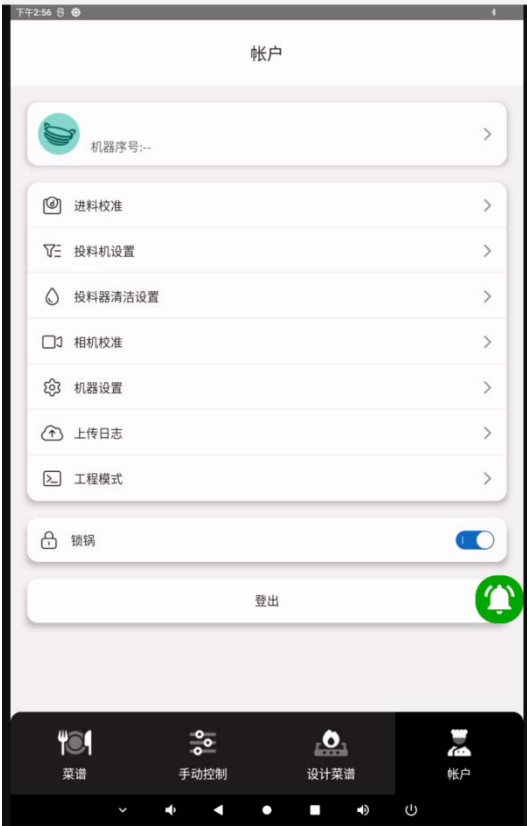 下午2:56
帐户
机器序号:--
进料校准
投料机设置
投料器清洁设置
相机校准
机器设置
上传日志
工程模式
锁锅
登出
菜谱 手动控制 设计菜谱 帐户